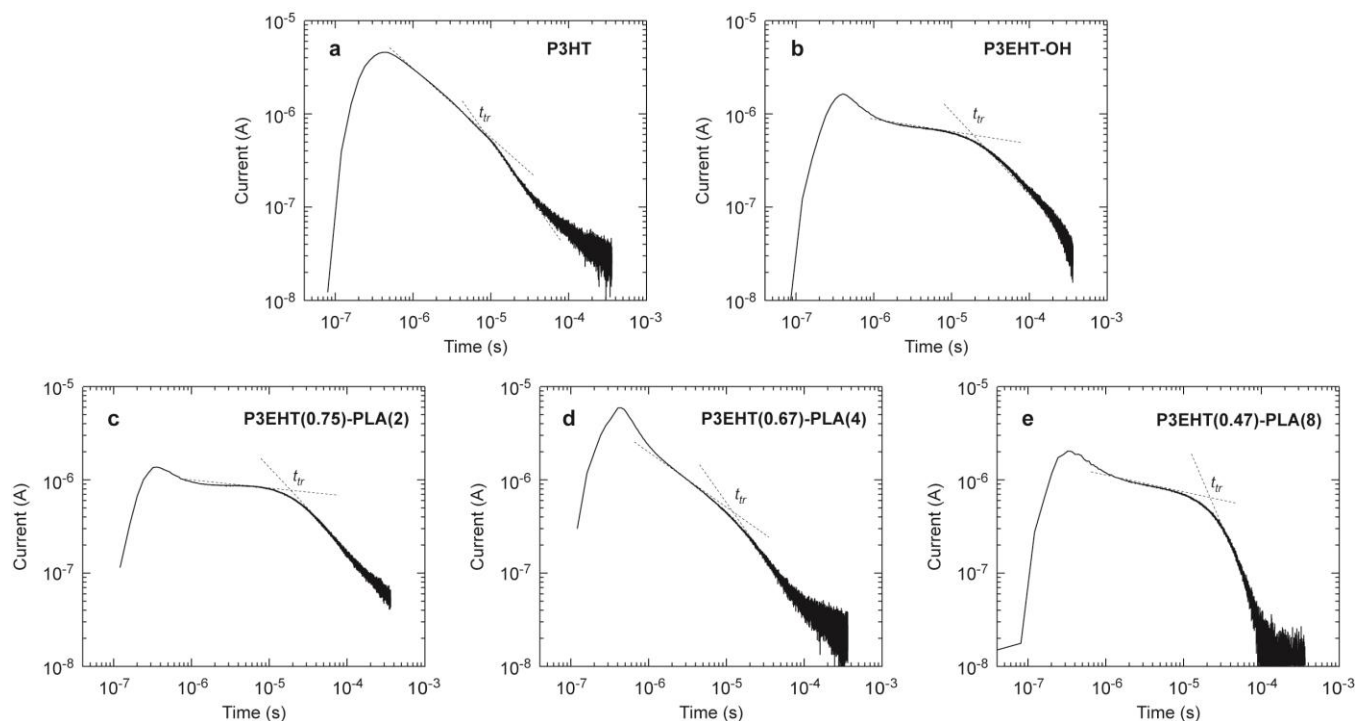 a
P3HT
10⁻⁵
10⁻⁶
10⁻⁷
10⁻⁸
Current (A)
tₜᵣ
10⁻⁷ 10⁻⁶ 10⁻⁵ 10⁻⁴ 10⁻³
Time (s)
b
P3EHT-OH
10⁻⁵
10⁻⁶
10⁻⁷
10⁻⁸
Current (A)
tₜᵣ
10⁻⁷ 10⁻⁶ 10⁻⁵ 10⁻⁴ 10⁻³
Time (s)
c
P3EHT(0.75)-PLA(2)
10⁻⁵
10⁻⁶
10⁻⁷
10⁻⁸
Current (A)
tₜᵣ
10⁻⁷ 10⁻⁶ 10⁻⁵ 10⁻⁴ 10⁻³
Time (s)
d
P3EHT(0.67)-PLA(4)
10⁻⁵
10⁻⁶
10⁻⁷
10⁻⁸
Current (A)
tₜᵣ
10⁻⁷ 10⁻⁶ 10⁻⁵ 10⁻⁴ 10⁻³
Time (s)
e
P3EHT(0.47)-PLA(8)
10⁻⁵
10⁻⁶
10⁻⁷
10⁻⁸
Current (A)
tₜᵣ
10⁻⁷ 10⁻⁶ 10⁻⁵ 10⁻⁴ 10⁻³
Time (s)